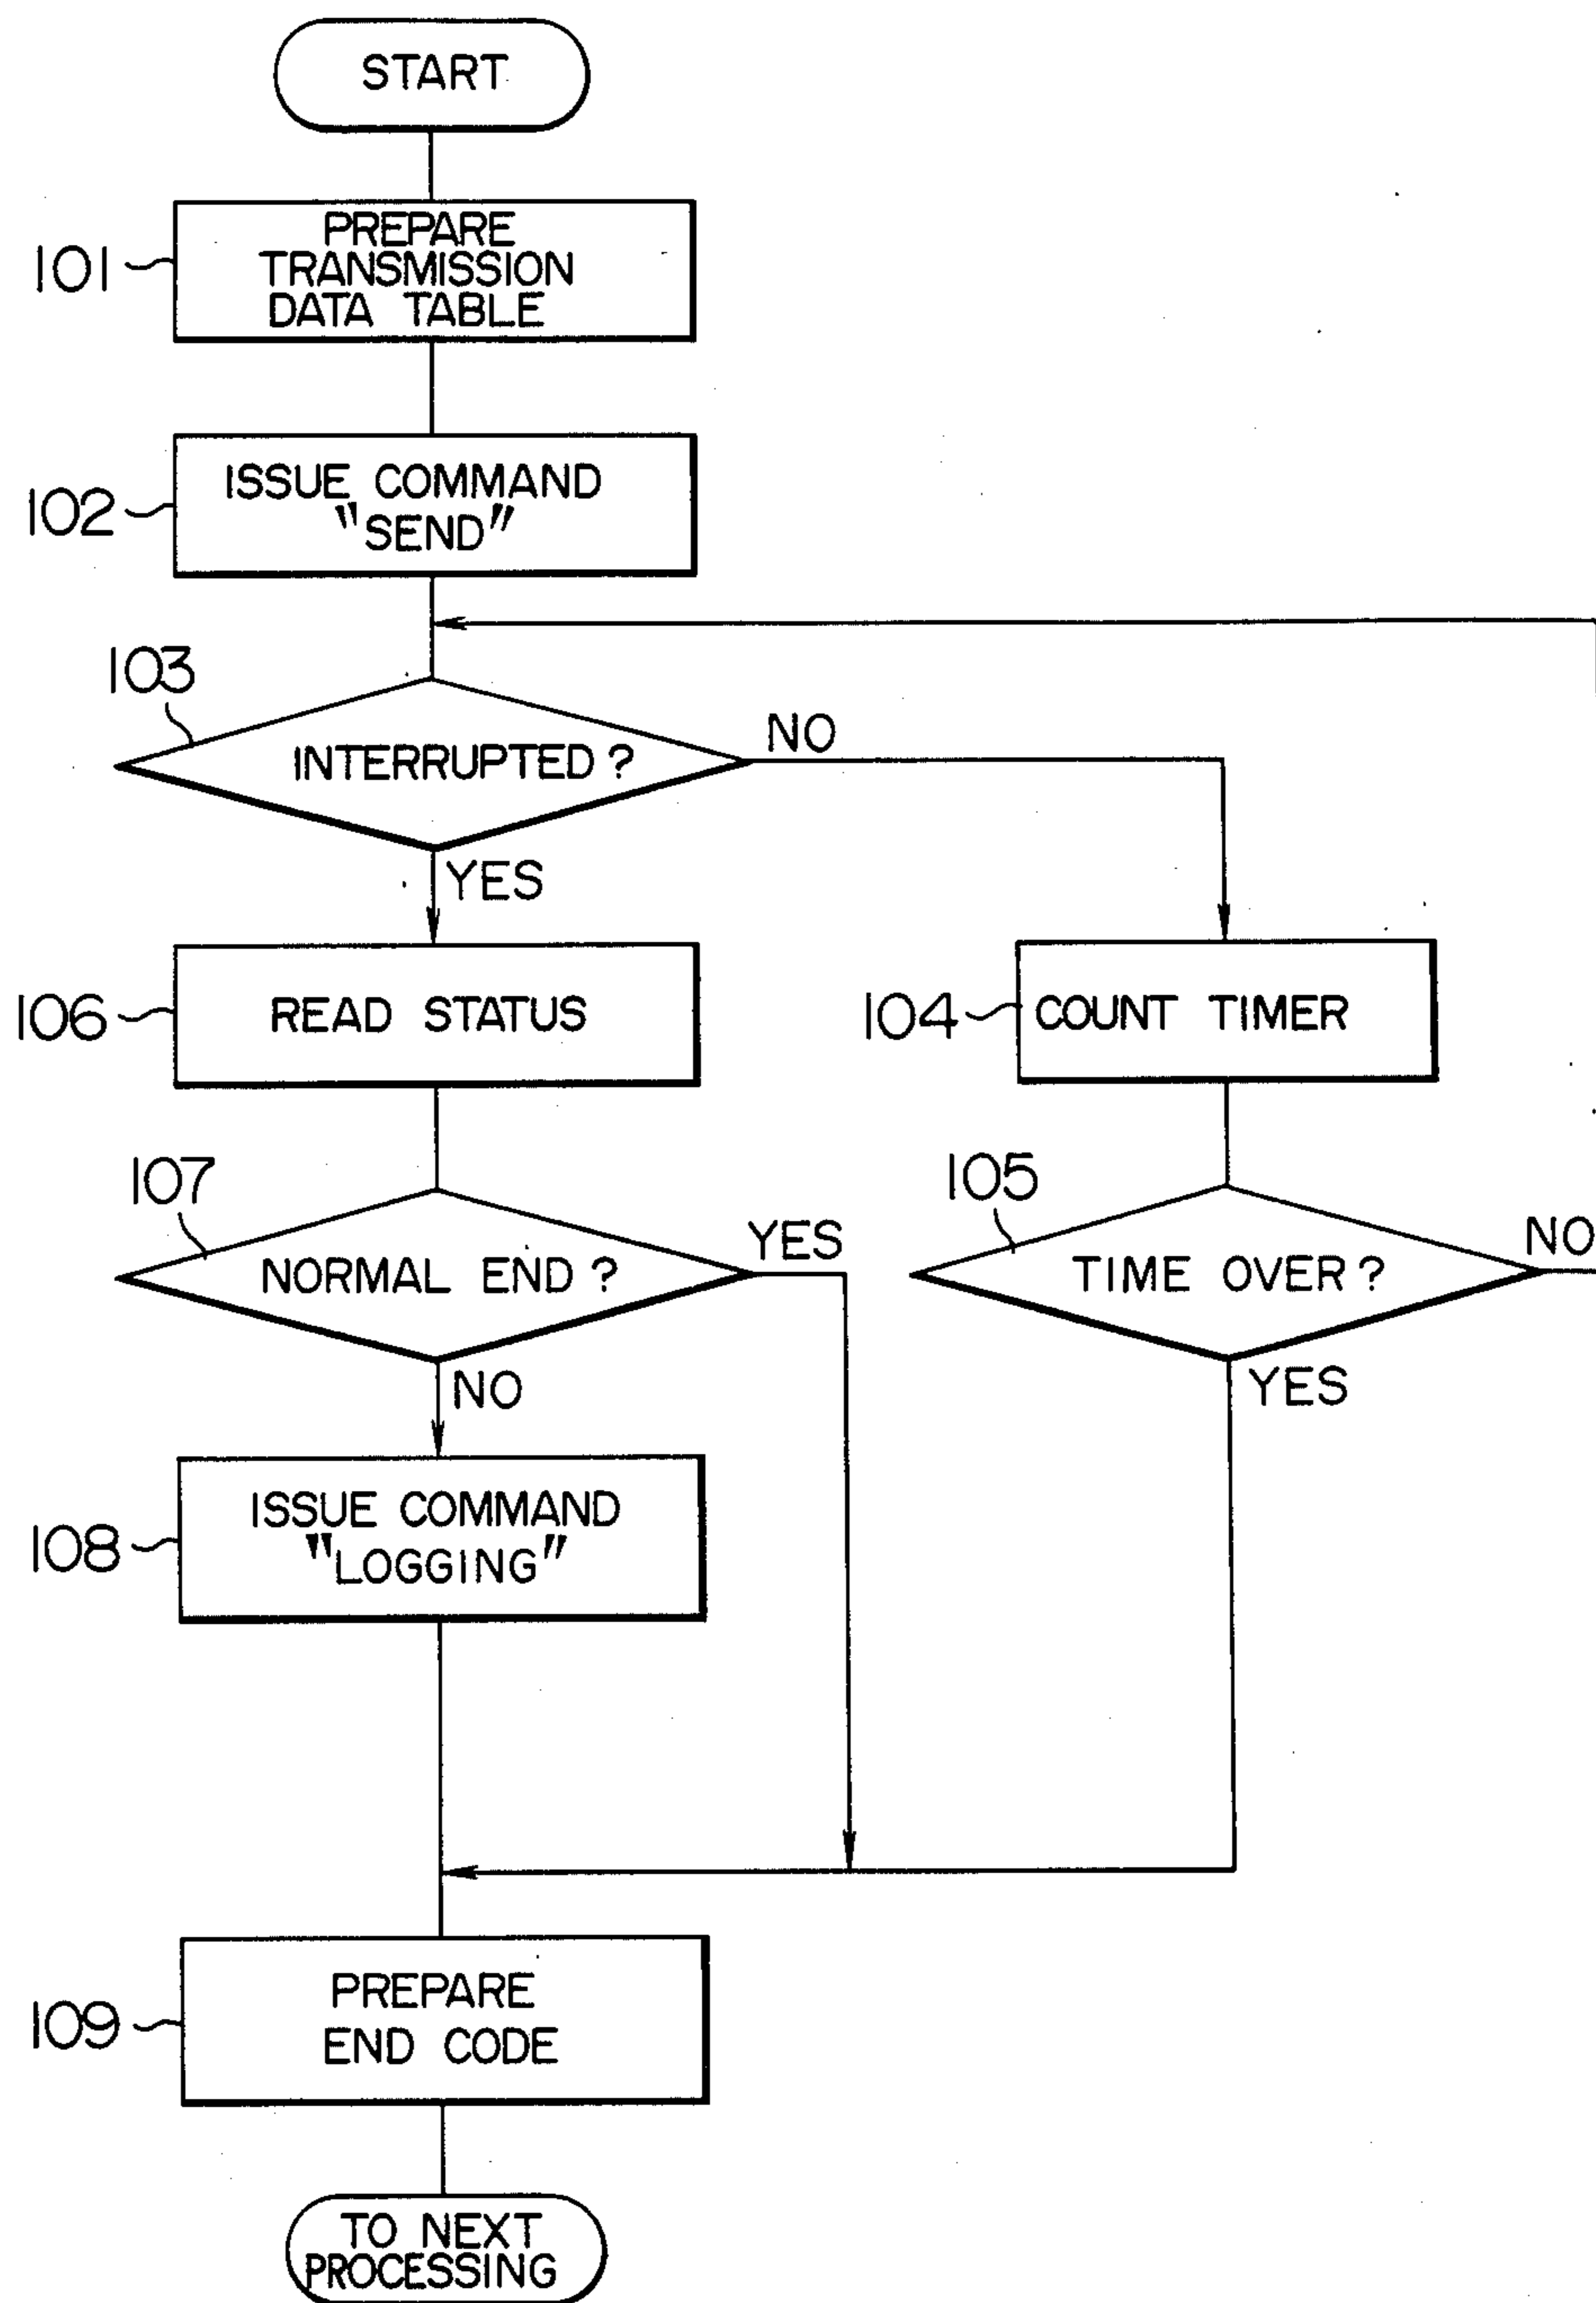 START
101
PREPARE
TRANSMISSION
DATA TABLE
102
ISSUE COMMAND
"SEND"
103
INTERRUPTED?
NO
YES
106
READ STATUS
104
COUNT TIMER
107
NORMAL END?
YES
NO
105
TIME OVER?
NO
YES
108
ISSUE COMMAND
"LOGGING"
109
PREPARE
END CODE
TO NEXT
PROCESSING